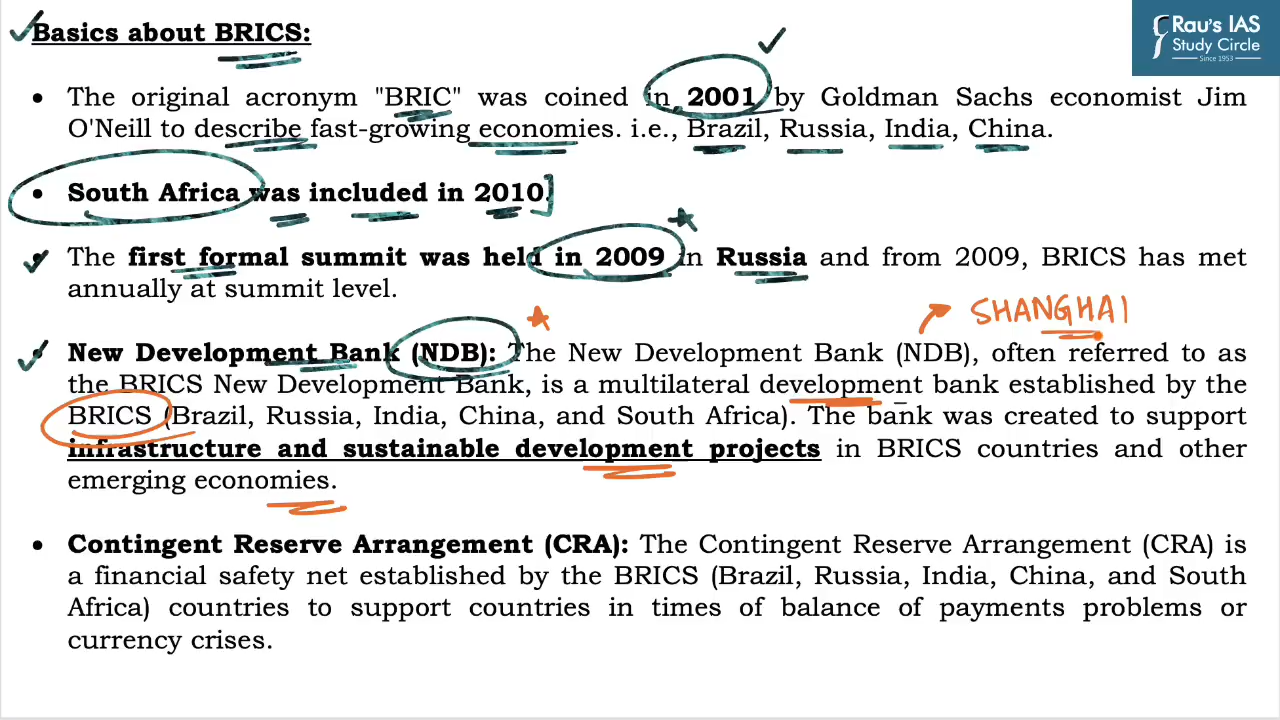 Basics about BRICS:
Rau's IAS
Study Circle
Since 1953
• The original acronym "BRIC" was coined in 2001 by Goldman Sachs economist Jim
O'Neill to describe fast-growing economies. i.e., Brazil, Russia, India, China.
• South Africa was included in 2010.
• The first formal summit was held in 2009 in Russia and from 2009, BRICS has met
annually at summit level.
SHANGHAI
• New Development Bank (NDB): The New Development Bank (NDB), often referred to as
the BRICS New Development Bank, is a multilateral development bank established by the
BRICS (Brazil, Russia, India, China, and South Africa). The bank was created to support
infrastructure and sustainable development projects in BRICS countries and other
emerging economies.
• Contingent Reserve Arrangement (CRA): The Contingent Reserve Arrangement (CRA) is
a financial safety net established by the BRICS (Brazil, Russia, India, China, and South
Africa) countries to support countries in times of balance of payments problems or
currency crises.